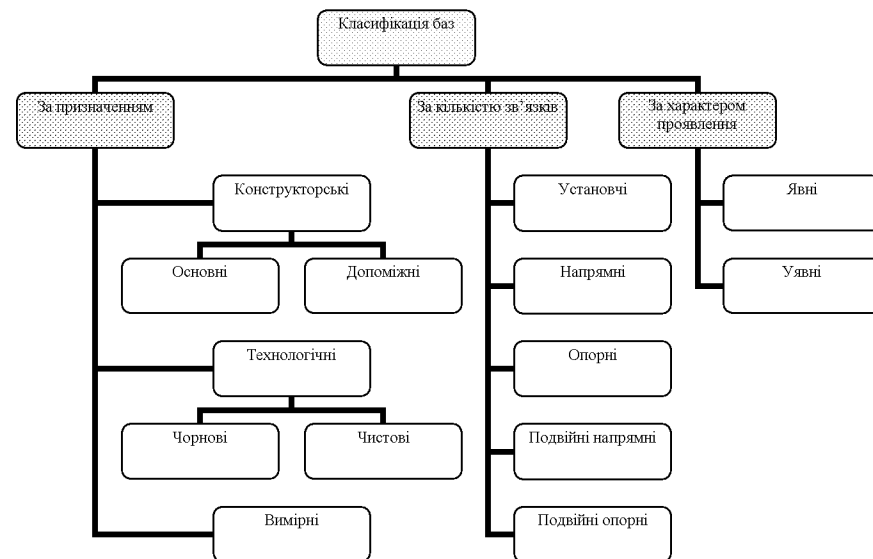 Класифікація баз
За призначенням
За кількістю зв’язків
За характером
проявлення
Конструкторські
Установчі
Явні
Основні
Допоміжні
Напрямні
Уявні
Технологічні
Опорні
Чорнові
Чистові
Подвійні напрямні
Вимірні
Подвійні опорні